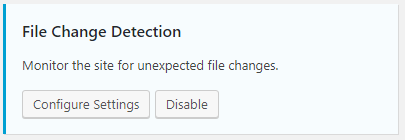 File Change Detection
Monitor the site for unexpected file changes.
Configure Settings Disable